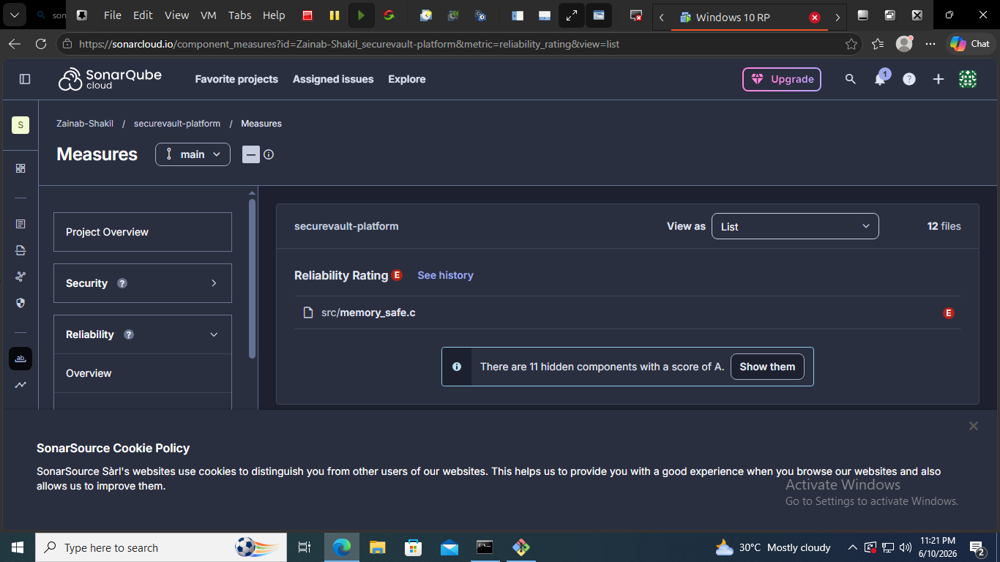 son
File Edit View VM Tabs Help
Windows 10 RP
https://sonarcloud.io/component_measures?id=Zainab-Shakil_securevault-platform&metric=reliability_rating&view=list
Chat
SonarQube
cloud
Favorite projects Assigned issues Explore
Upgrade
1
?
S
Zainab-Shakil / securevault-platform / Measures
Measures
main
Project Overview
Security ?
Reliability ?
Overview
securevault-platform
View as List
12 files
Reliability Rating E See history
src/memory_safe.c E
There are 11 hidden components with a score of A. Show them
ab
SonarSource Cookie Policy
SonarSource Sàrl's websites use cookies to distinguish you from other users of our websites. This helps us to provide you with a good experience when you browse our websites and also
allows us to improve them.
Activate Windows
Go to Settings to activate Windows.
Type here to search
30°C Mostly cloudy
11:21 PM
6/10/2026
2